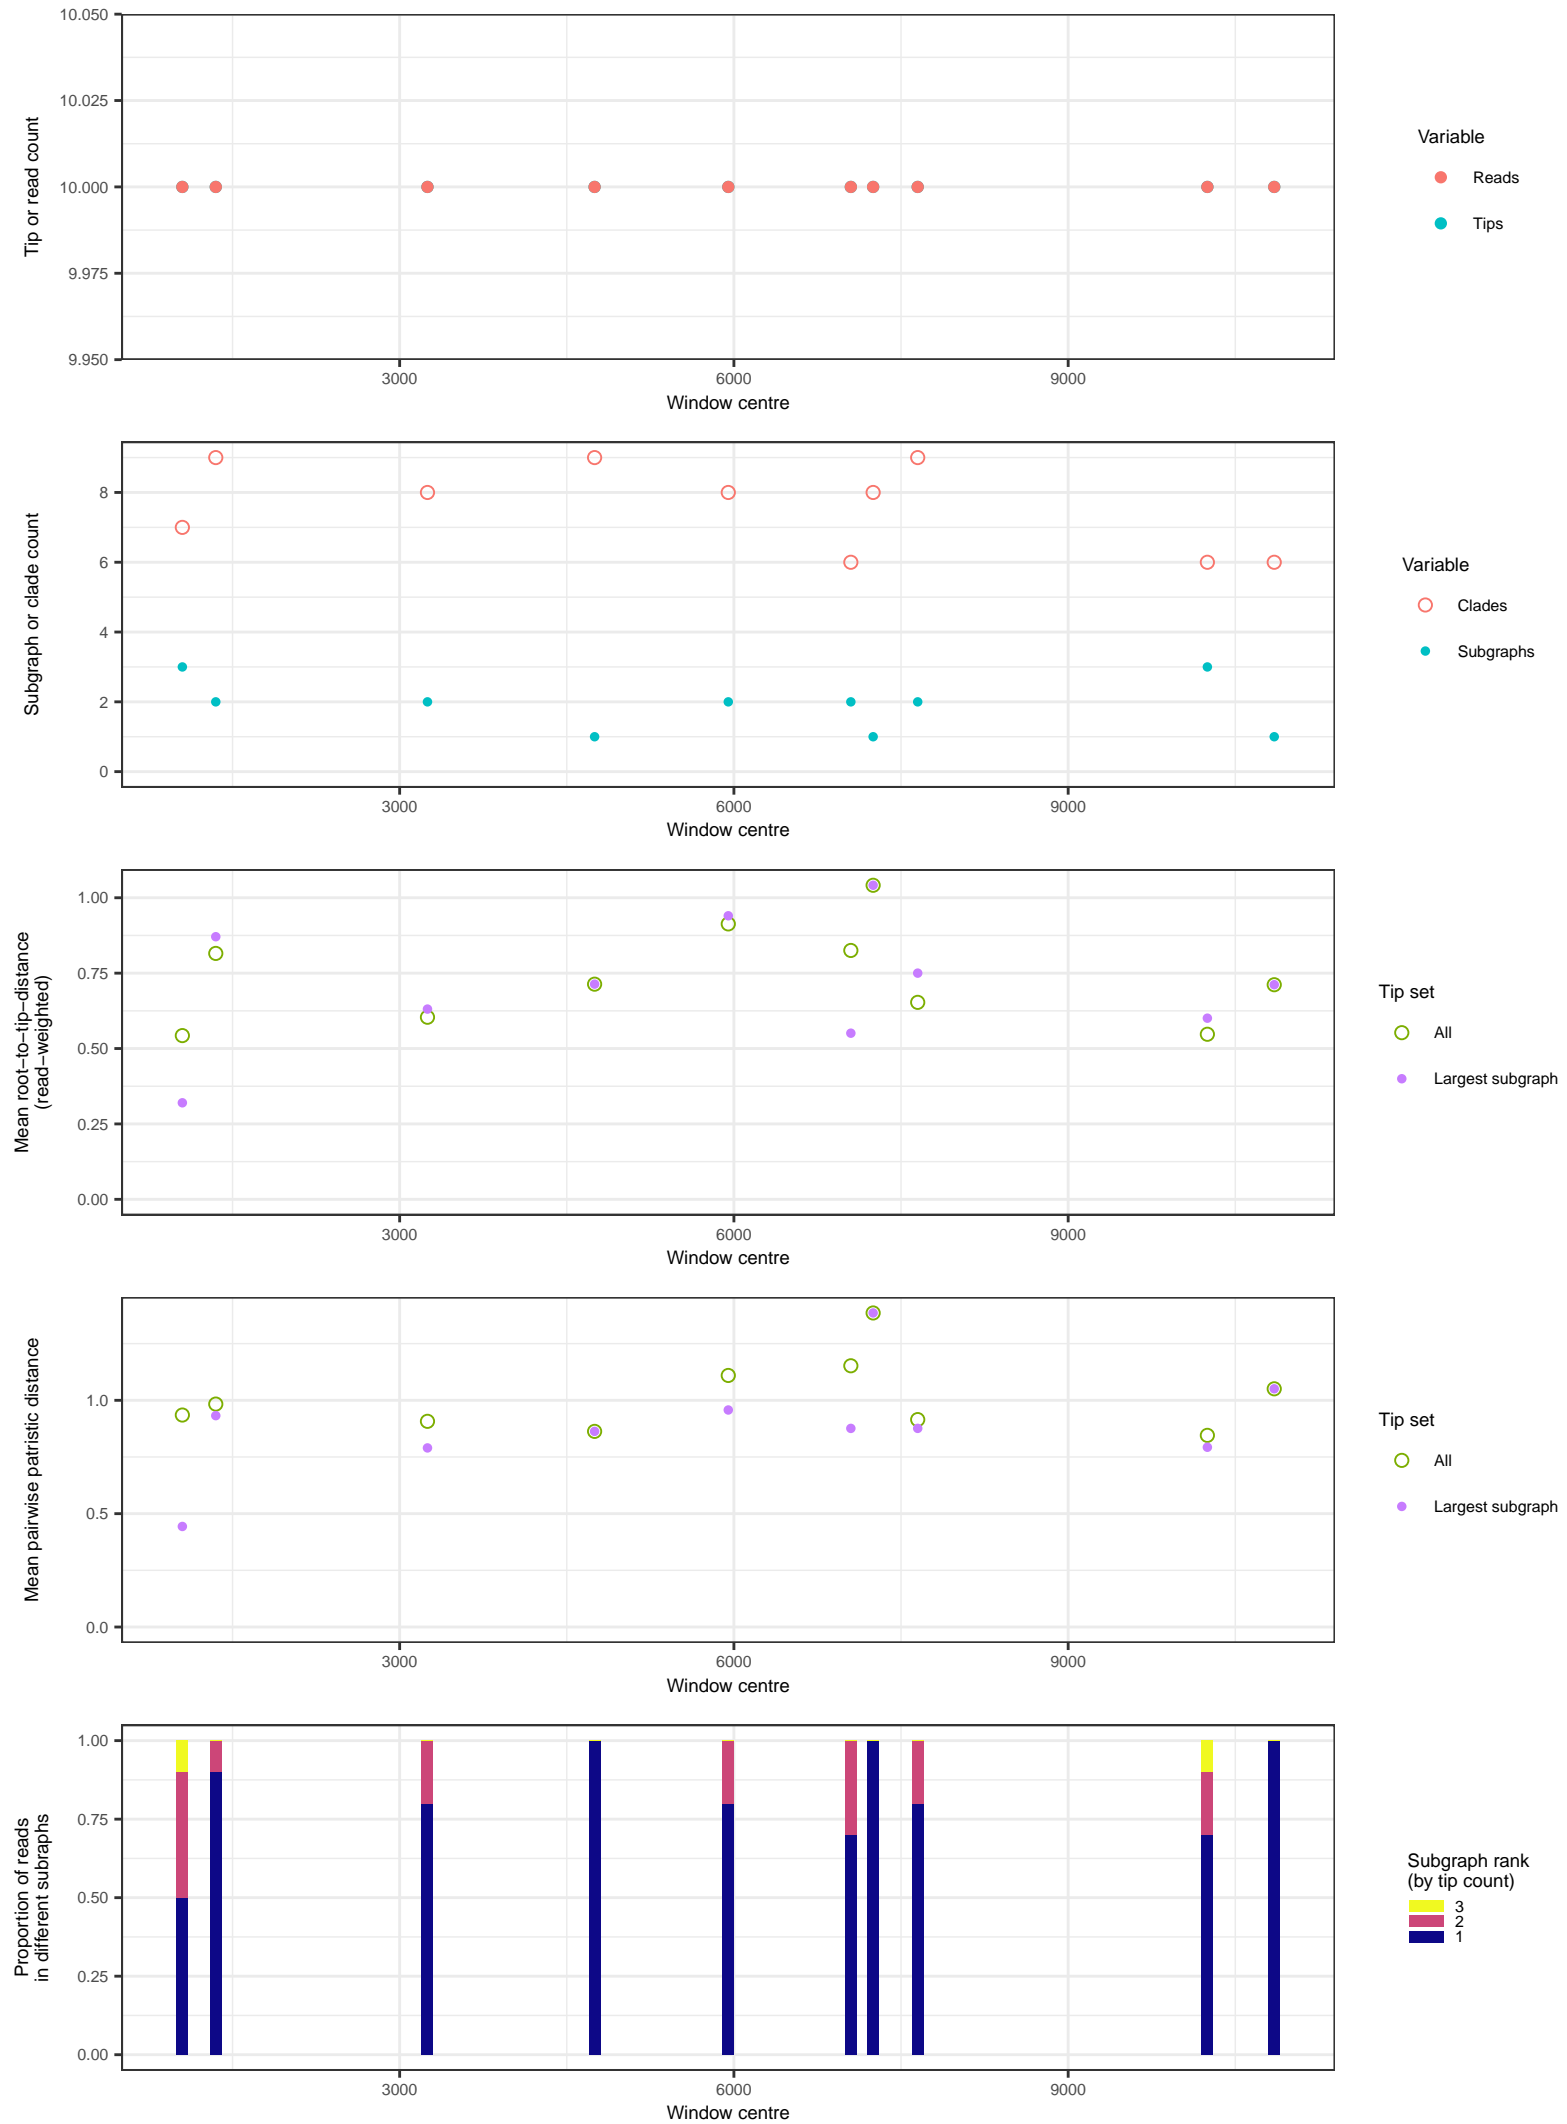 10.050
10.025
10.000
9.975
9.950
Tip or read count
3000
6000
9000
Window centre
Variable
Reads
Tips
8
6
4
2
0
Subgraph or clade count
3000
6000
9000
Window centre
Variable
Clades
Subgraphs
1.00
0.75
0.50
0.25
0.00
Mean root−to−tip−distance
(read−weighted)
3000
6000
9000
Window centre
Tip set
All
Largest subgraph
1.0
0.5
0.0
Mean pairwise patristic distance
3000
6000
9000
Window centre
Tip set
All
Largest subgraph
1.00
0.75
0.50
0.25
0.00
Proportion of reads
in different subraphs
3000
6000
9000
Window centre
Subgraph rank
(by tip count)
3
2
1